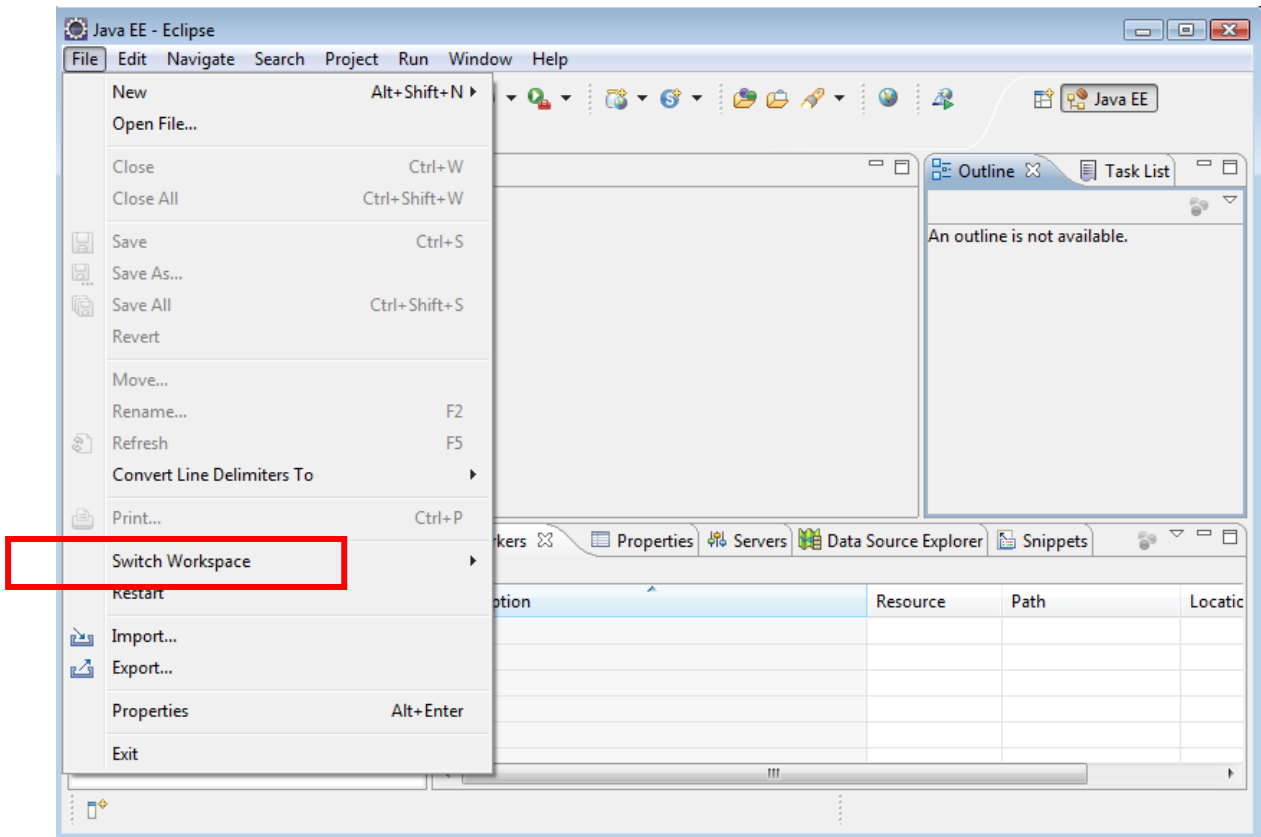 Java EE - Eclipse
File Edit Navigate Search Project Run Window Help
New Alt+Shift+N
Open File...
Close Ctrl+W
Close All Ctrl+Shift+W
Save Ctrl+S
Save As...
Save All Ctrl+Shift+S
Revert
Move...
Rename... F2
Refresh F5
Convert Line Delimiters To
Print... Ctrl+P
Switch Workspace
Restart
Import...
Export...
Properties Alt+Enter
Exit
Java EE
Outline Task List
An outline is not available.
rkers Properties Servers Data Source Explorer Snippets
ption Resource Path Locatic